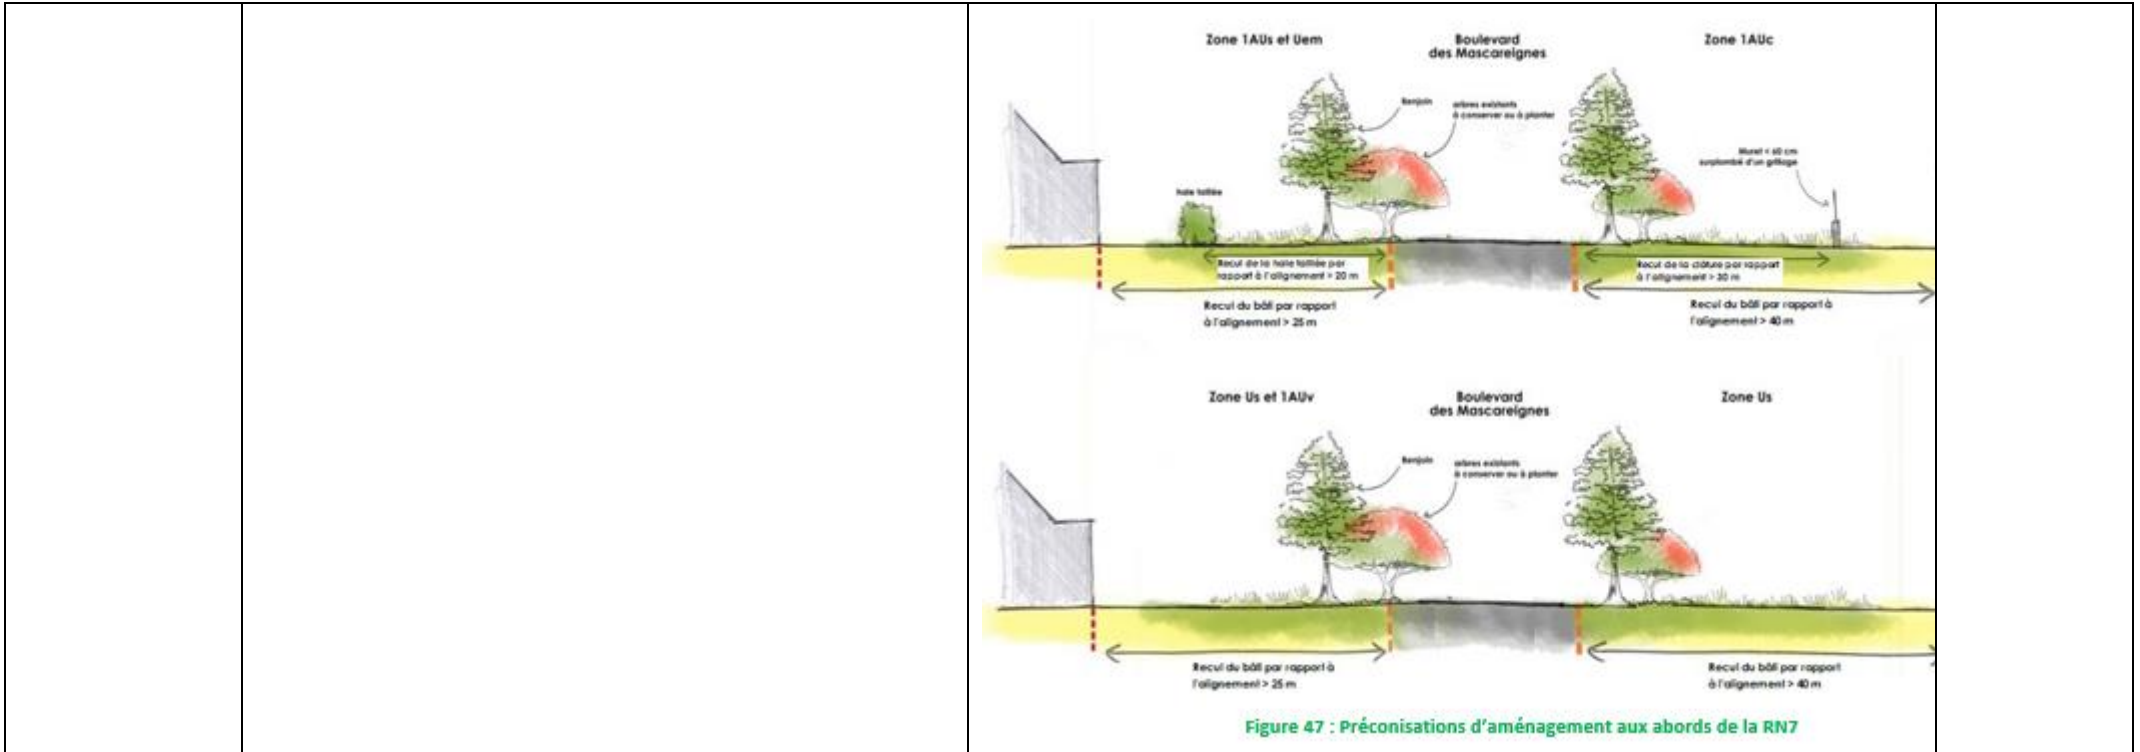 Zone 1AUs et Uem
Boulevard
des Mascareignes
Zone 1AUc
Benjoin
arbres existants
à conserver ou à planter
Muret < 60 cm
surplombé d'un grillage
haie taillée
Recul de la haie taillée par
rapport à l'alignement > 20 m
Recul de la clôture par rapport
à l'alignement > 30 m
Recul du bâti par rapport
à l'alignement > 25 m
Recul du bâti par rapport à
l'alignement > 40 m
Zone Us et 1AUv
Boulevard
des Mascareignes
Zone Us
Benjoin
arbres existants
à conserver ou à planter
Recul du bâti par rapport à
l'alignement > 25 m
Recul du bâti par rapport
à l'alignement > 40 m
Figure 47 : Préconisations d'aménagement aux abords de la RN7